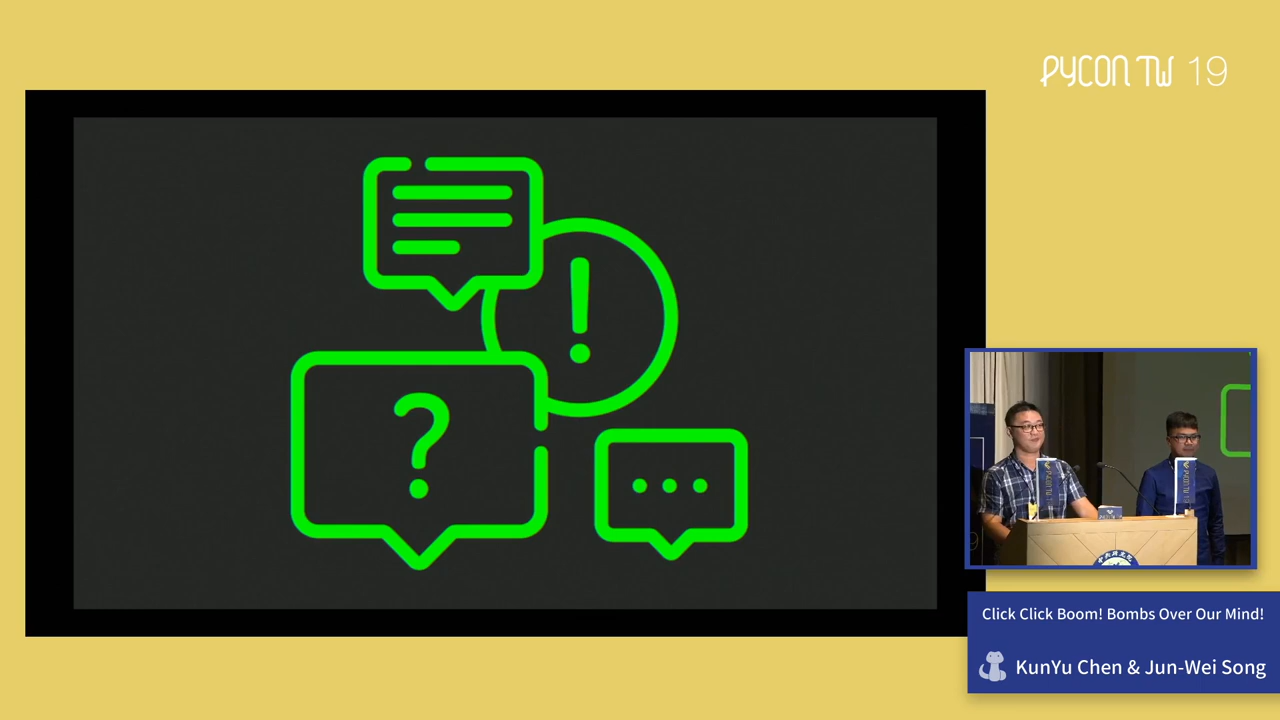 PYCON TW 19
!
?
Click Click Boom! Bombs Over Our Mind!
KunYu Chen & Jun-Wei Song